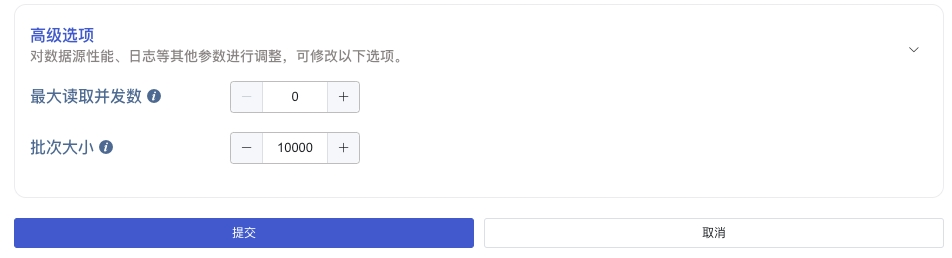 高级选项
对数据源性能、日志等其他参数进行调整，可修改以下选项。
最大读取并发数 i
— 0 +
批次大小 i
— 10000 +
提交 取消